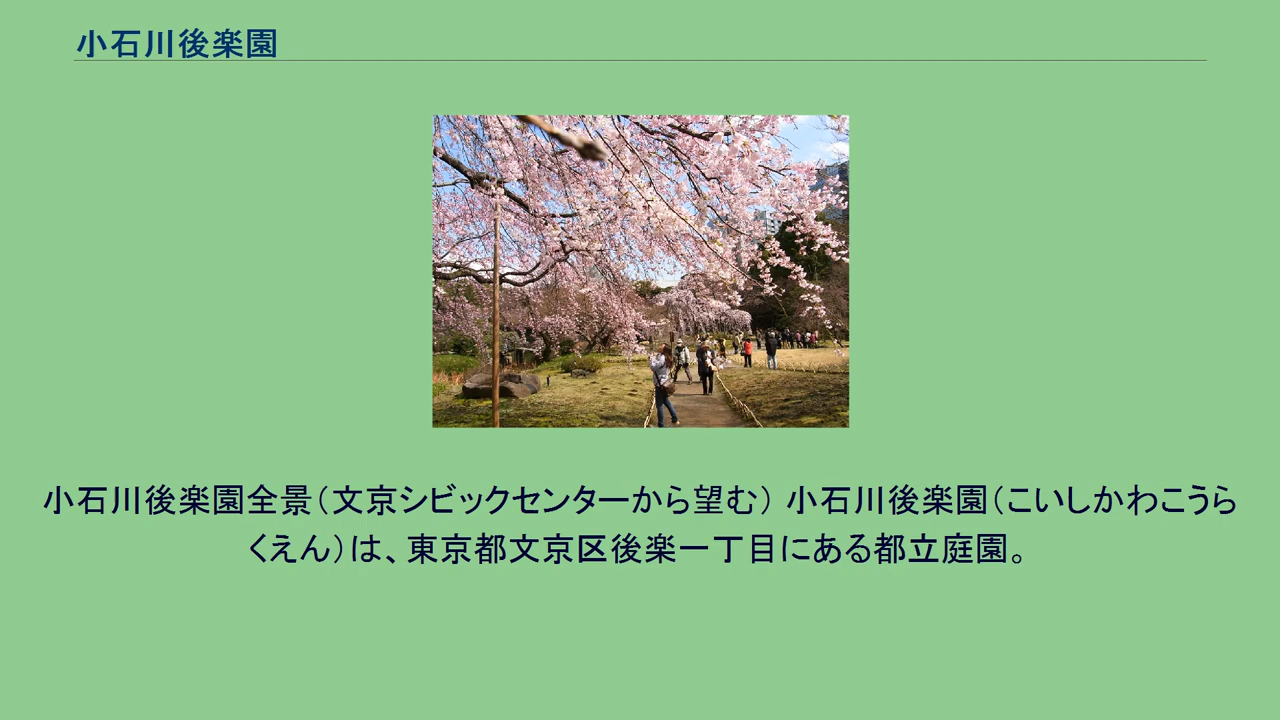 小石川後楽園
小石川後楽園全景（文京シビックセンターから望む） 小石川後楽園（こいしかわこうら
くえん）は、東京都文京区後楽一丁目にある都立庭園。